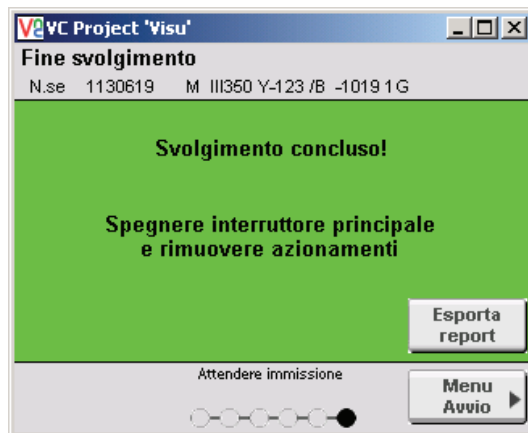 VC Project 'Visu'
Fine svolgimento
N.se 1130619 M III350 Y-123 /B -1019 1 G
Svolgimento concluso!
Spegnere interruttore principale
e rimuovere azionamenti
Esporta
report
Attendere immissione
Menu
Avvio